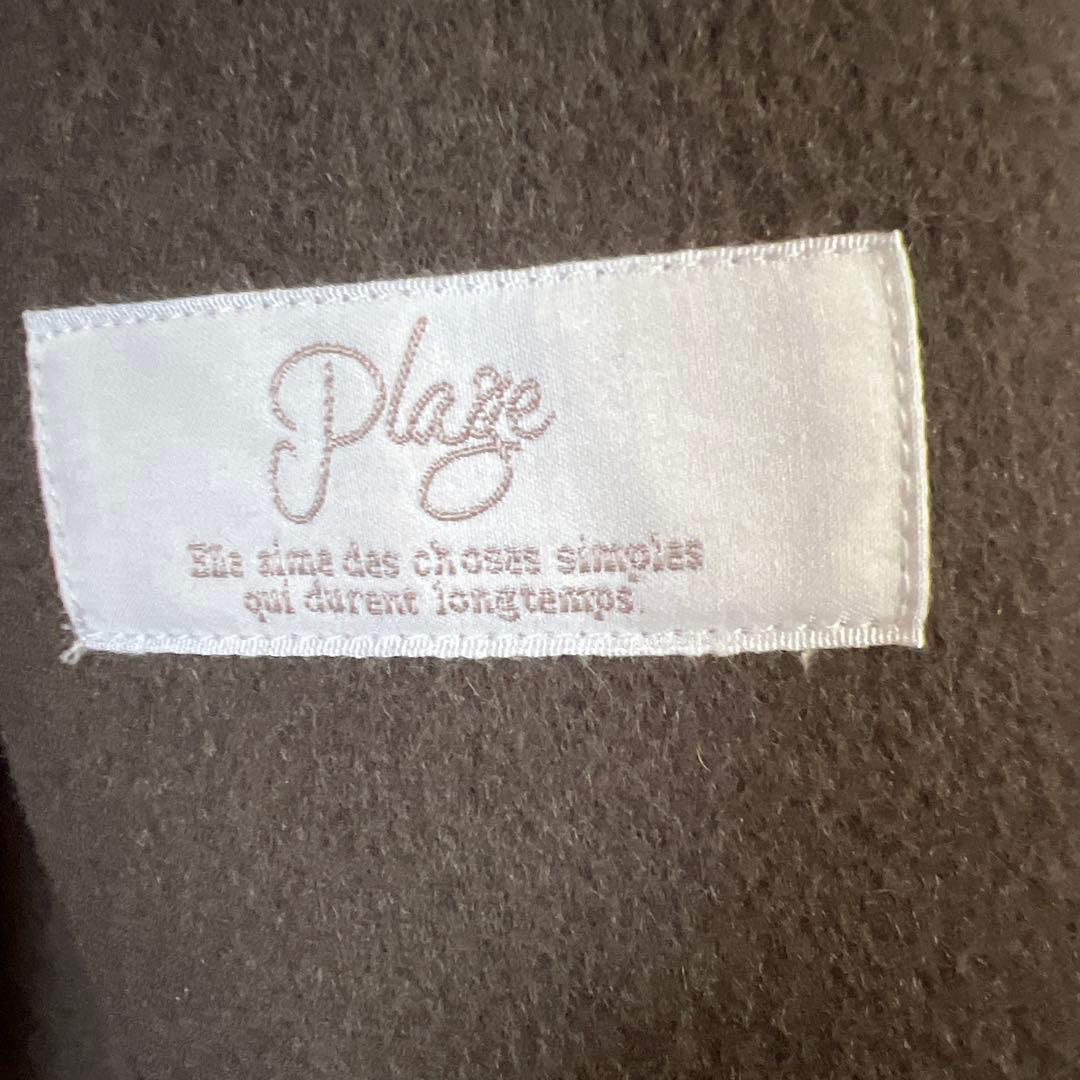 Plage
Elle aime des choses simples
qui durent longtemps.